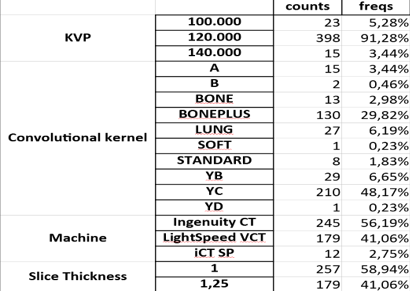 counts freqs
KVP 100.000 23 5,28%
120.000 398 91,28%
140.000 15 3,44%
Convolutional kernel A 15 3,44%
B 2 0,46%
BONE 13 2,98%
BONEPLUS 130 29,82%
LUNG 27 6,19%
SOFT 1 0,23%
STANDARD 8 1,83%
YB 29 6,65%
YC 210 48,17%
YD 1 0,23%
Machine Ingenuity CT 245 56,19%
LightSpeed VCT 179 41,06%
iCT SP 12 2,75%
Slice Thickness 1 257 58,94%
1,25 179 41,06%